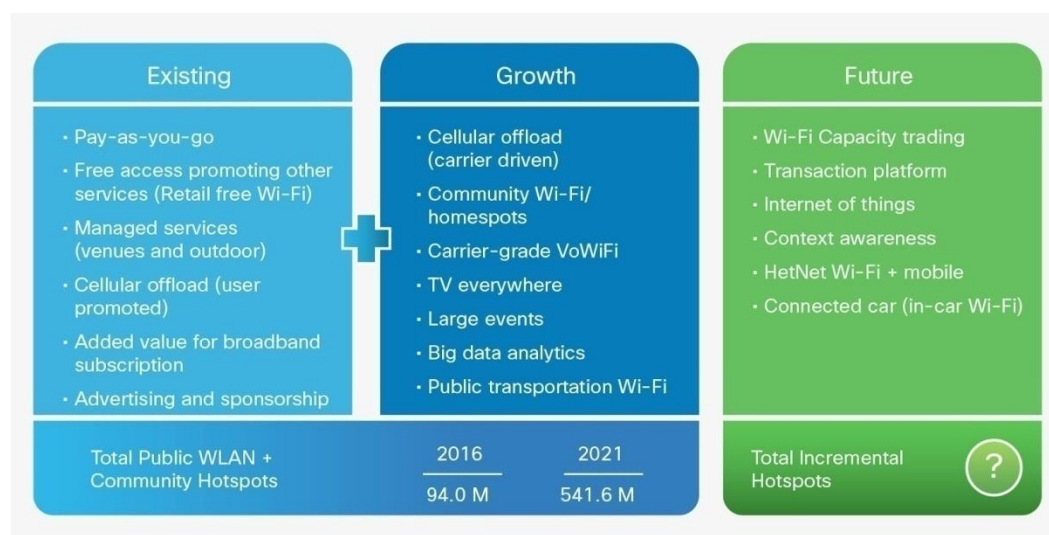 Existing
· Pay-as-you-go
· Free access promoting other
services (Retail free Wi-Fi)
· Managed services
(venues and outdoor)
· Cellular offload (user
promoted)
· Added value for broadband
subscription
· Advertising and sponsorship
Growth
· Cellular offload
(carrier driven)
· Community Wi-Fi/
homespots
· Carrier-grade VoWiFi
· TV everywhere
· Large events
· Big data analytics
· Public transportation Wi-Fi
Future
· Wi-Fi Capacity trading
· Transaction platform
· Internet of things
· Context awareness
· HetNet Wi-Fi + mobile
· Connected car (in-car Wi-Fi)
Total Public WLAN +
Community Hotspots
2016
94.0 M
2021
541.6 M
Total Incremental
Hotspots
?